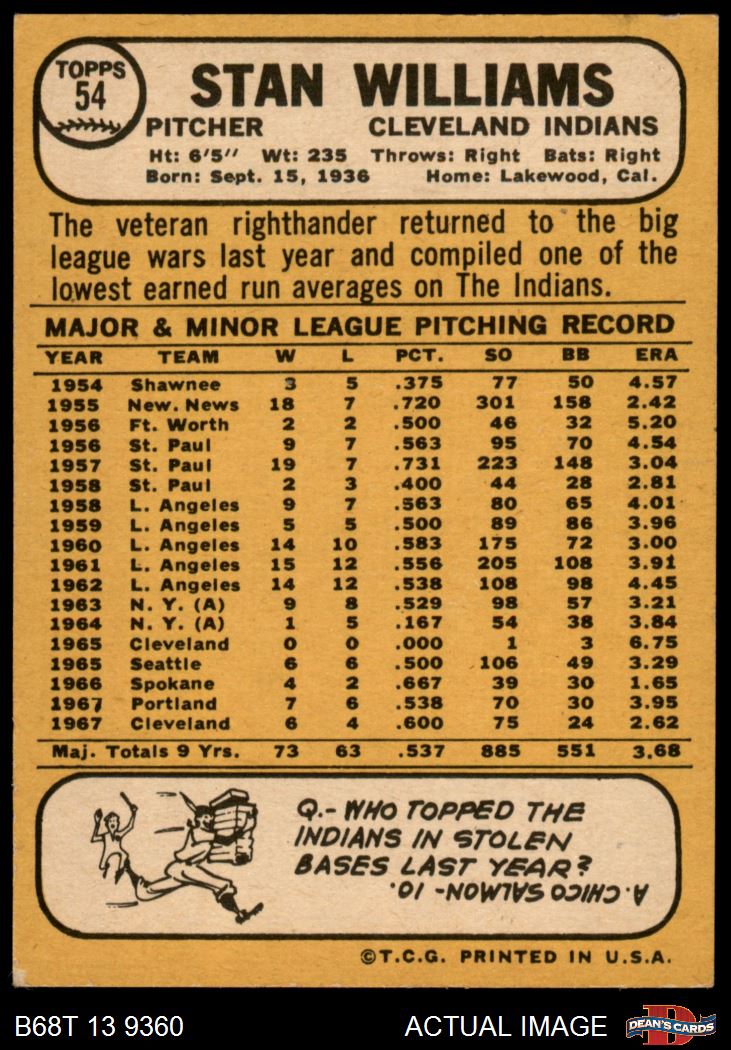 TOPPS
54
STAN WILLIAMS
PITCHER CLEVELAND INDIANS
Ht: 6'5" Wt: 235 Throws: Right Bats: Right
Born: Sept. 15, 1936 Home: Lakewood, Cal.
The veteran righthander returned to the big
league wars last year and compiled one of the
lowest earned run averages on The Indians.
MAJOR & MINOR LEAGUE PITCHING RECORD
YEAR TEAM W L PCT. SO BB ERA
1954 Shawnee 3 5 .375 77 50 4.57
1955 New. News 18 7 .720 301 158 2.42
1956 Ft. Worth 2 2 .500 46 32 5.20
1956 St. Paul 9 7 .563 95 70 4.54
1957 St. Paul 19 7 .731 223 148 3.04
1958 St. Paul 2 3 .400 44 28 2.81
1958 L. Angeles 9 7 .563 80 65 4.01
1959 L. Angeles 5 5 .500 89 86 3.96
1960 L. Angeles 14 10 .583 175 72 3.00
1961 L. Angeles 15 12 .556 205 108 3.91
1962 L. Angeles 14 12 .538 108 98 4.45
1963 N. Y. (A) 9 8 .529 98 57 3.21
1964 N. Y. (A) 1 5 .167 54 38 3.84
1965 Cleveland 0 0 .000 1 3 6.75
1965 Seattle 6 6 .500 106 49 3.29
1966 Spokane 4 2 .667 39 30 1.65
1967 Portland 7 6 .538 70 30 3.95
1967 Cleveland 6 4 .600 75 24 2.62
Maj. Totals 9 Yrs. 73 63 .537 885 551 3.68
Q.- WHO TOPPED THE
INDIANS IN STOLEN
BASES LAST YEAR?
A. CHICO SALMON- 10.
©T.C.G. PRINTED IN U.S.A.
B68T 13 9360 ACTUAL IMAGE
D
DEAN'S CARDS